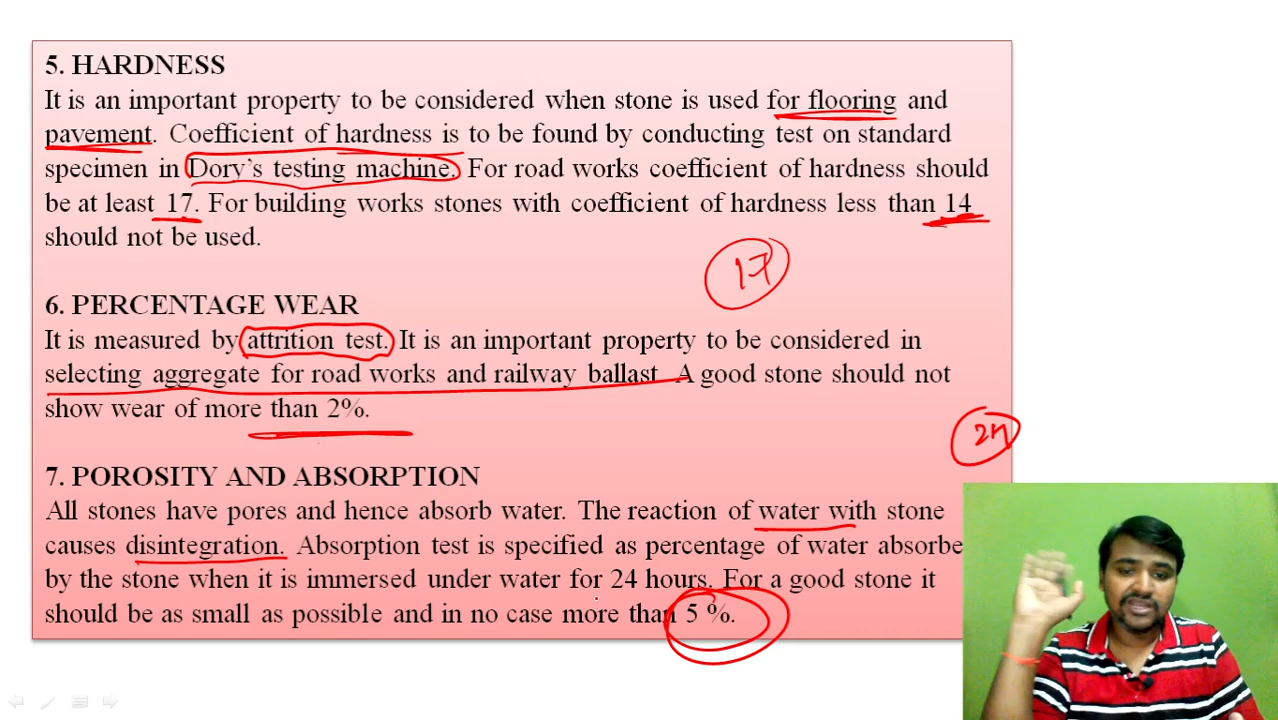 5. HARDNESS
It is an important property to be considered when stone is used for flooring and
pavement. Coefficient of hardness is to be found by conducting test on standard
specimen in Dory's testing machine. For road works coefficient of hardness should
be at least 17. For building works stones with coefficient of hardness less than 14
should not be used.
17
6. PERCENTAGE WEAR
It is measured by attrition test. It is an important property to be considered in
selecting aggregate for road works and railway ballast. A good stone should not
show wear of more than 2%.
7. POROSITY AND ABSORPTION
All stones have pores and hence absorb water. The reaction of water with stone
causes disintegration. Absorption test is specified as percentage of water absorbe
by the stone when it is immersed under water for 24 hours. For a good stone it
should be as small as possible and in no case more than 5 %.